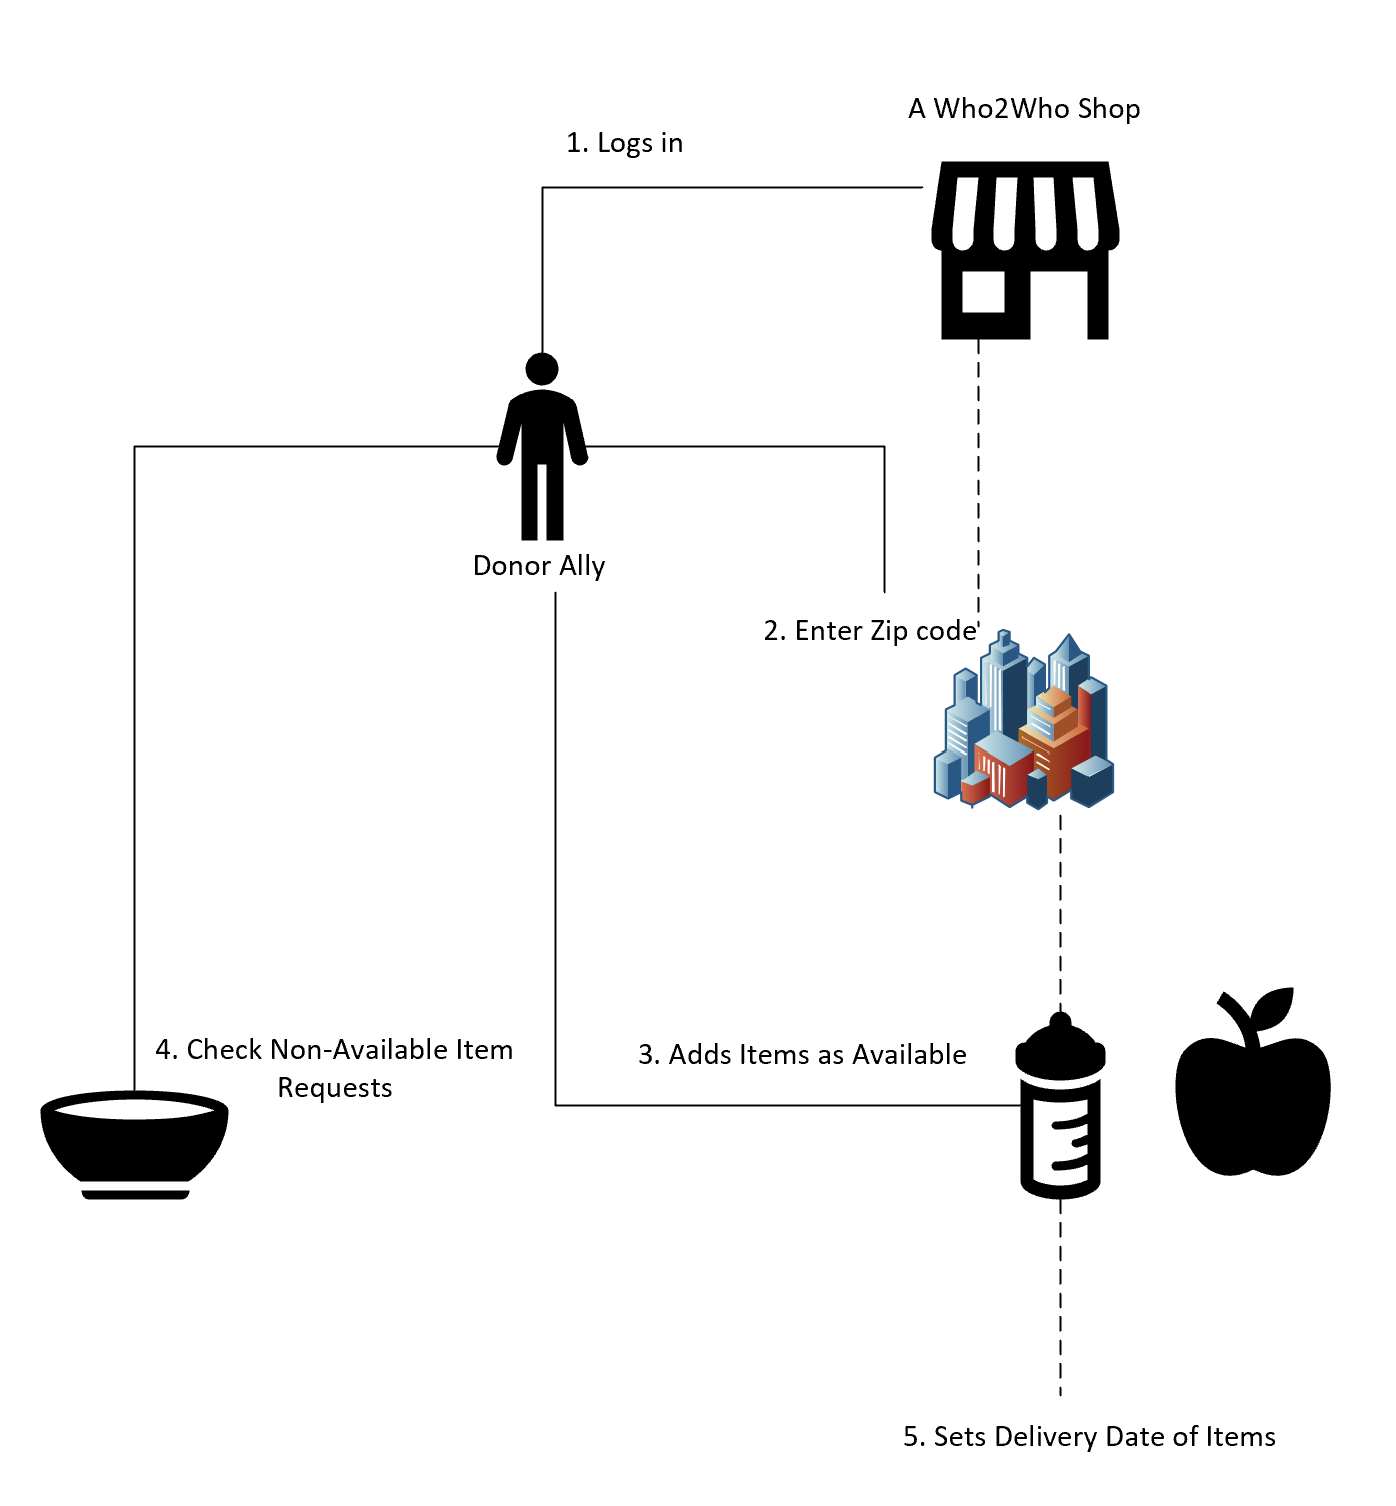 A Who2Who Shop
1. Logs in
Donor Ally
2. Enter Zip code
4. Check Non-Available Item
Requests
3. Adds Items as Available
5. Sets Delivery Date of Items